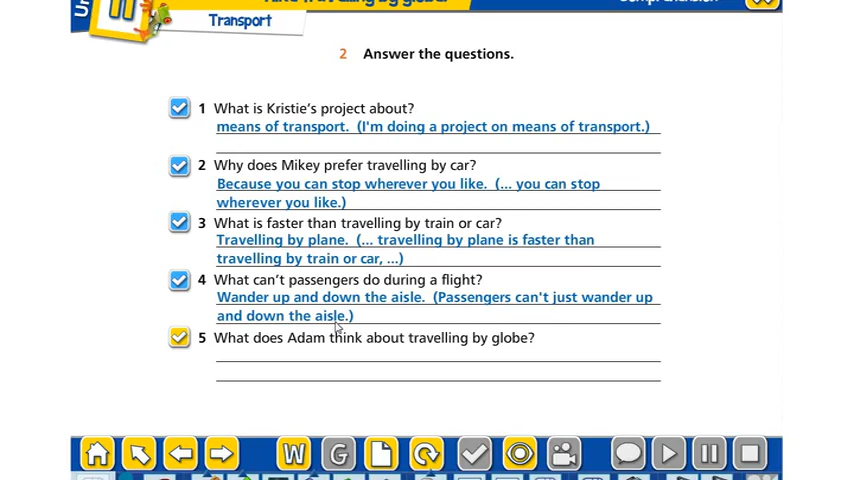 11
Transport
2 Answer the questions.
1 What is Kristie's project about?
means of transport. (I'm doing a project on means of transport.)
2 Why does Mikey prefer travelling by car?
Because you can stop wherever you like. (... you can stop
wherever you like.)
3 What is faster than travelling by train or car?
Travelling by plane. (... travelling by plane is faster than
travelling by train or car, ...)
4 What can't passengers do during a flight?
Wander up and down the aisle. (Passengers can't just wander up
and down the aisle.)
5 What does Adam think about travelling by globe?
W G